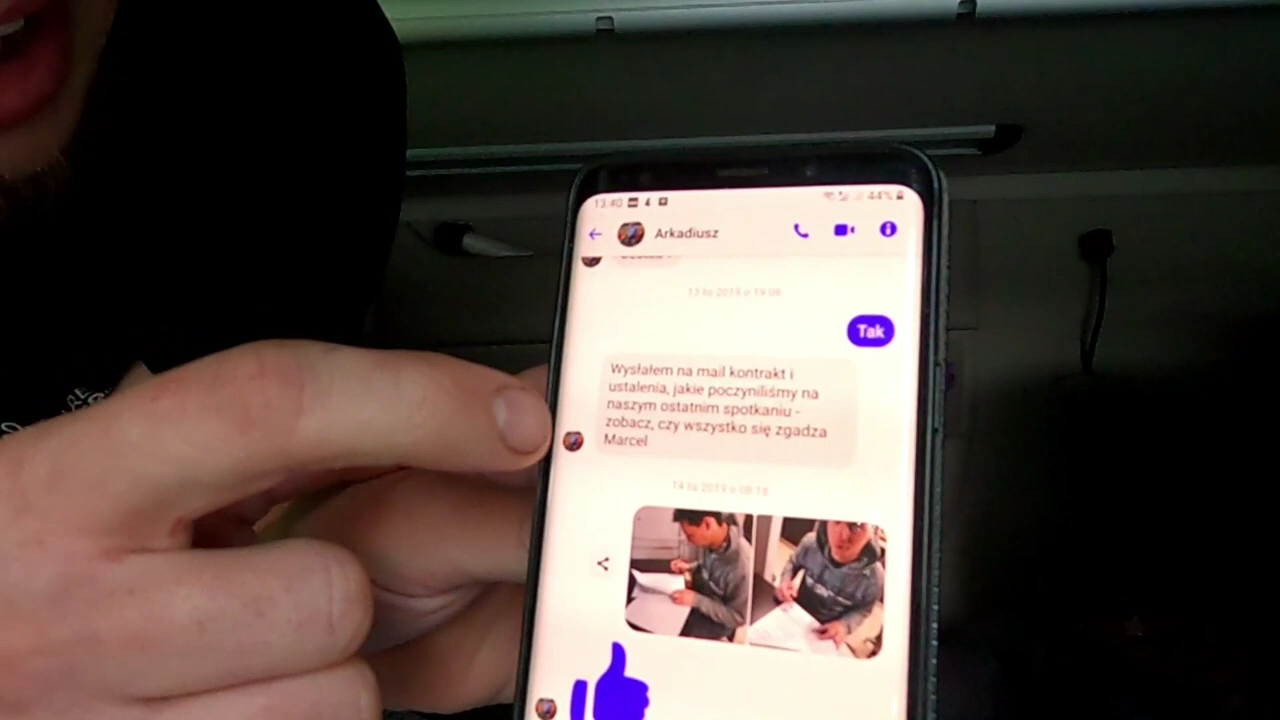 13:40
44%
Arkadiusz
13 lis 2019 o 19:08
Tak
Wysłałem na mail kontrakt i
ustalenia, jakie poczyniliśmy na
naszym ostatnim spotkaniu -
zobacz, czy wszystko się zgadza
Marcel
14 lis 2019 o 08:18